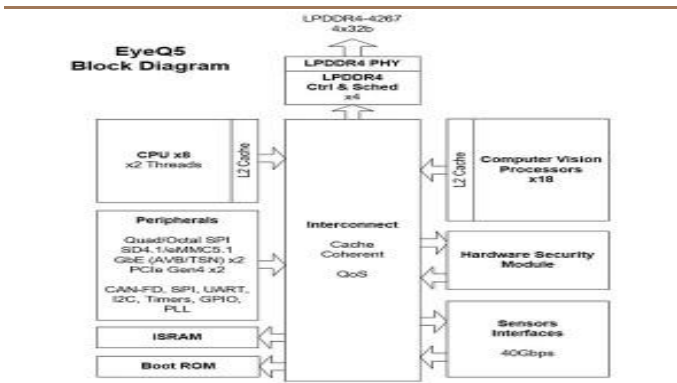 LPDDR4-4267
4x32b
EyeQ5
Block Diagram
LPDDR4 PHY
LPDDR4
Ctrl & Sched
x4
CPU x8
x2 Threads
L2 Cache
L2 Cache
Computer Vision
Processors
x18
Peripherals
Quad/Octal SPI
SD4.1/eMMC5.1
GbE (AVB/TSN) x2
PCIe Gen4 x2
CAN-FD, SPI, UART,
I2C, Timers, GPIO,
PLL
Interconnect
Cache
Coherent
QoS
Hardware Security
Module
ISRAM
Boot ROM
Sensors
Interfaces
40Gbps